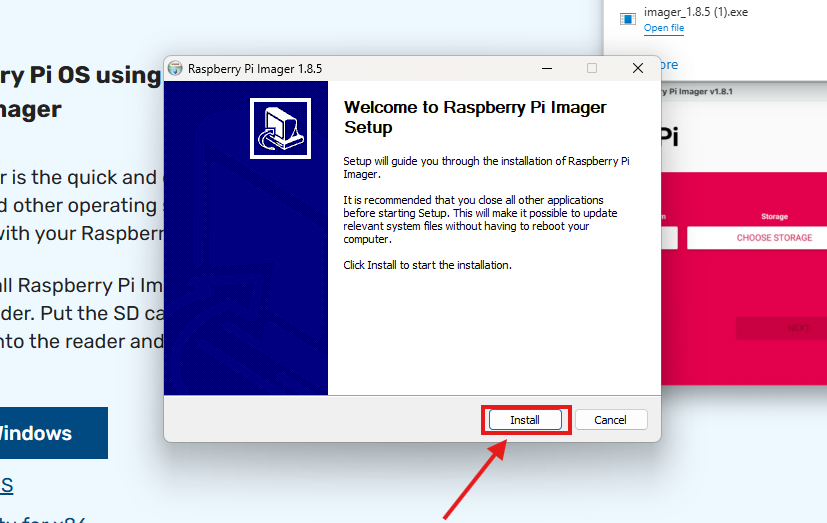 imager_1.8.5 (1).exe
Open file
ry Pi OS using
nager
Raspberry Pi Imager 1.8.5
ore
ry Pi Imager v1.8.1
Pi
Welcome to Raspberry Pi Imager
Setup
Setup will guide you through the installation of Raspberry Pi
Imager.
It is recommended that you close all other applications
before starting Setup. This will make it possible to update
relevant system files without having to reboot your
computer.
Click Install to start the installation.
r is the quick and
d other operating
with your Raspberr
all Raspberry Pi Im
der. Put the SD ca
nto the reader and
Storage
CHOOSE STORAGE
NEXT
Install
Cancel
Windows
S
ty for x86